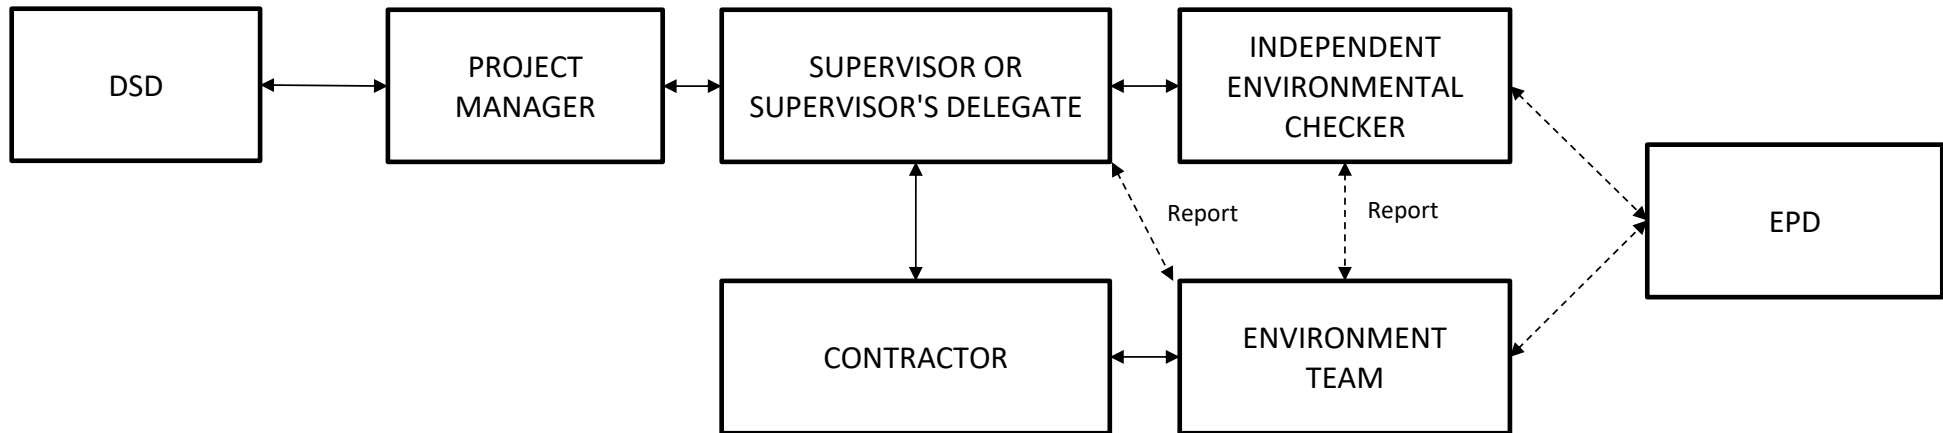 DSD
PROJECT
MANAGER
SUPERVISOR OR
SUPERVISOR'S DELEGATE
INDEPENDENT
ENVIRONMENTAL
CHECKER
Report
Report
EPD
CONTRACTOR
ENVIRONMENT
TEAM